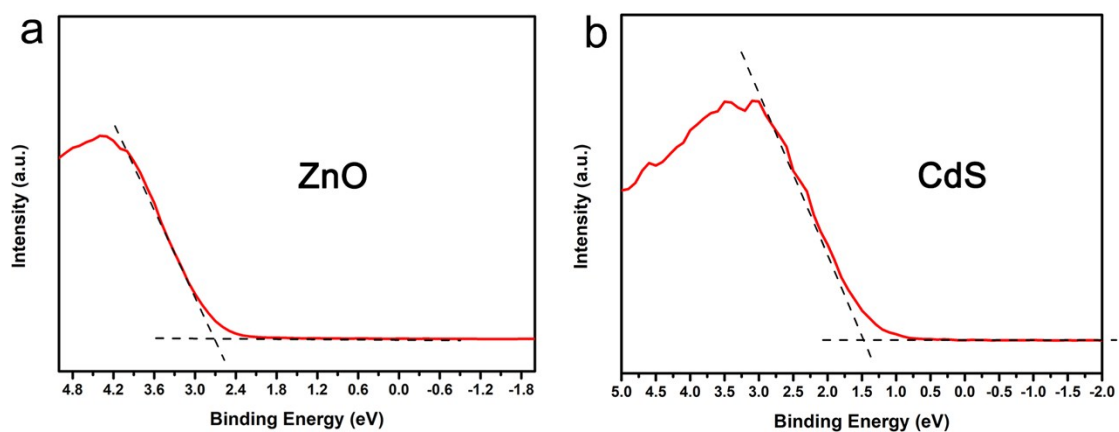 a
ZnO
Intensity (a.u.)
4.8 4.2 3.6 3.0 2.4 1.8 1.2 0.6 0.0 -0.6 -1.2 -1.8
Binding Energy (eV)
b
CdS
Intensity (a.u.)
5.0 4.5 4.0 3.5 3.0 2.5 2.0 1.5 1.0 0.5 0.0 -0.5 -1.0 -1.5 -2.0
Binding Energy (eV)